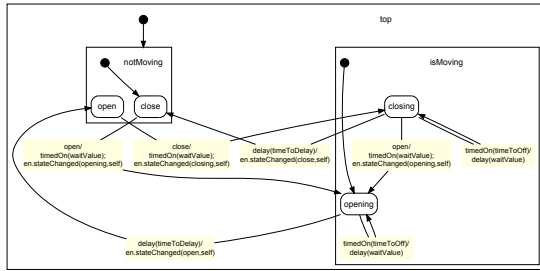 top
notMoving
isMoving
open
close
closing
open/
timedOn(waitValue);
en.stateChanged(opening,self)
close/
timedOn(waitValue);
en.stateChanged(closing,self)
delay(timeToDelay)/
en.stateChanged(close,self)
open/
timedOn(waitValue);
en.stateChanged(opening,self)
timedOn(timeToOff)/
delay(waitValue)
opening
delay(timeToDelay)/
en.stateChanged(open,self)
timedOn(timeToOff)/
delay(waitValue)